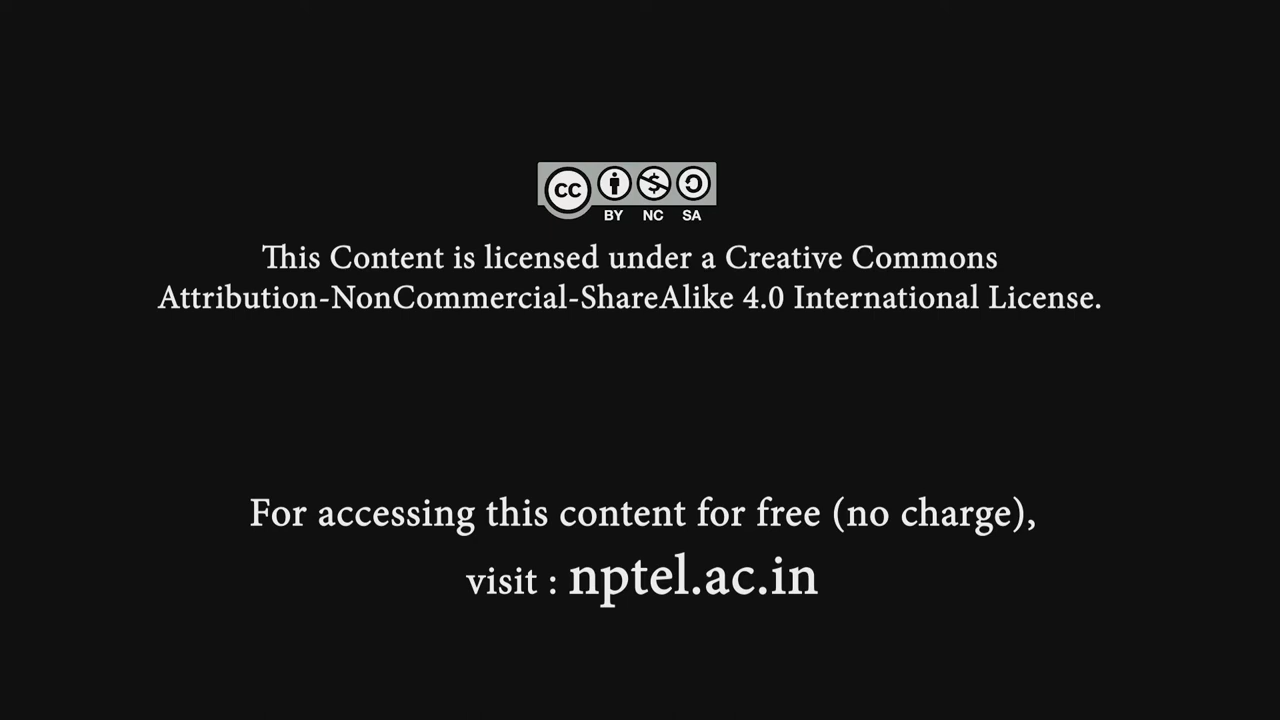 cc
BY NC SA
This Content is licensed under a Creative Commons
Attribution-NonCommercial-ShareAlike 4.0 International License.
For accessing this content for free (no charge),
visit : nptel.ac.in